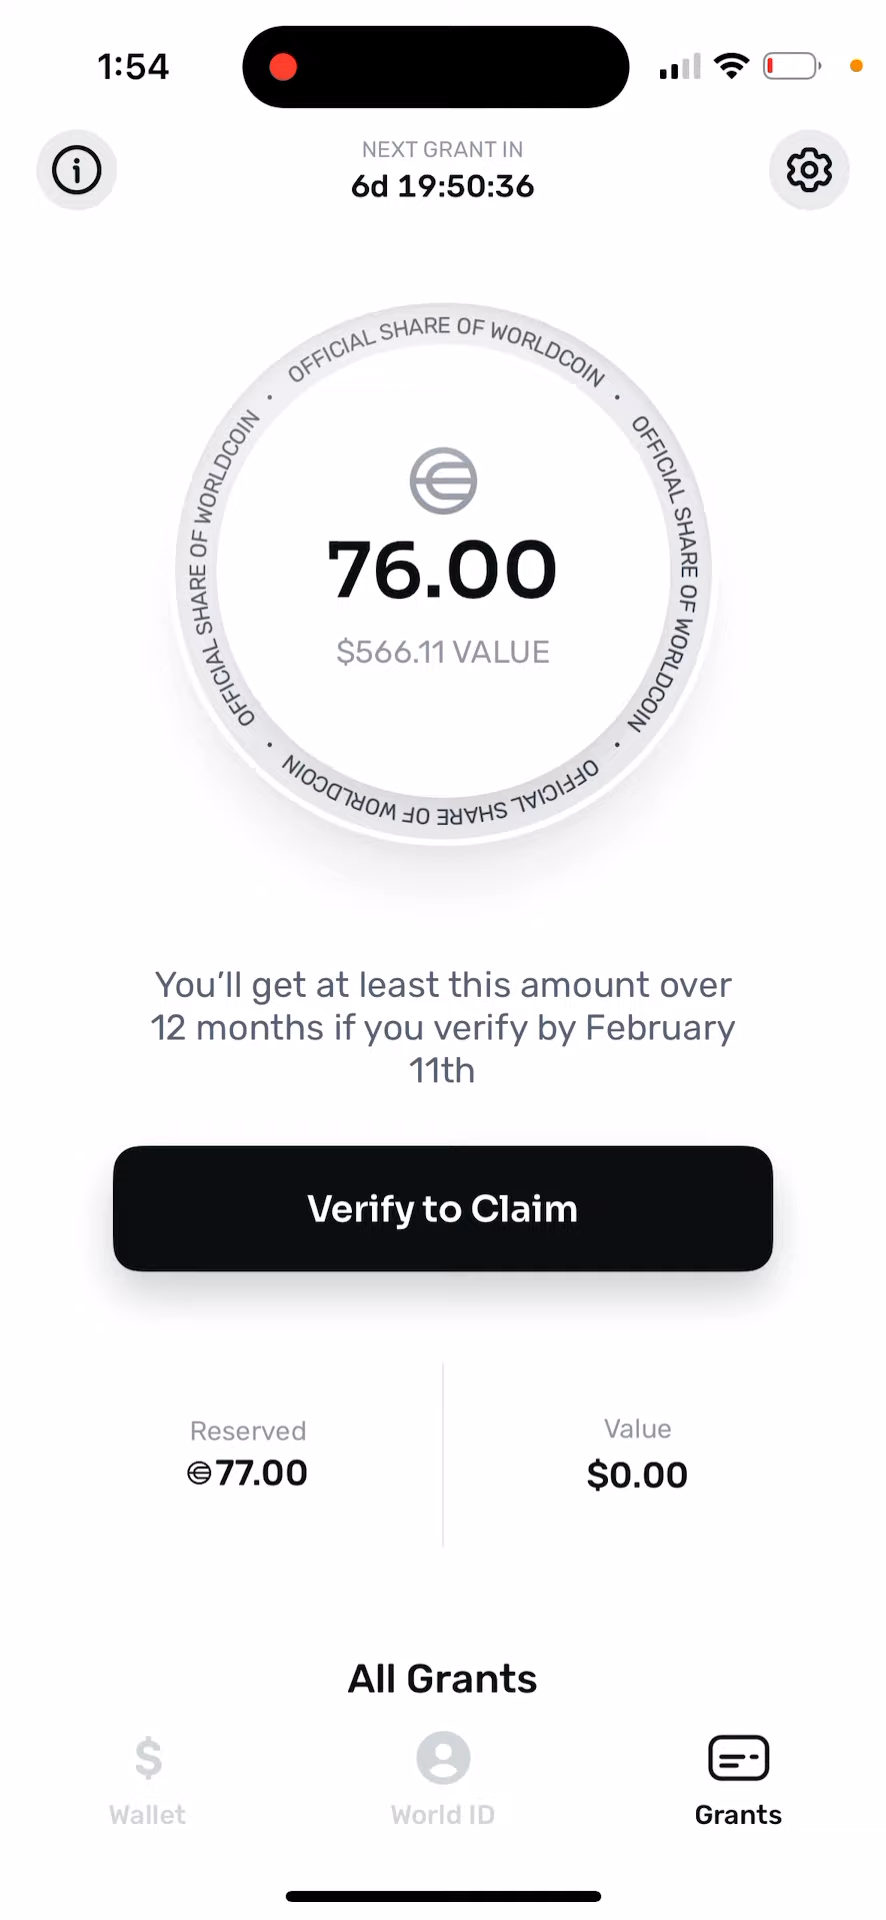 1:54
NEXT GRANT IN
6d 19:50:36
OFFICIAL SHARE OF WORLDCOIN • OFFICIAL SHARE OF WORLDCOIN • OFFICIAL SHARE OF WORLDCOIN • OFFICIAL SHARE OF WORLDCOIN •
76.00
$566.11 VALUE
You’ll get at least this amount over
12 months if you verify by February
11th
Verify to Claim
Reserved
77.00
Value
$0.00
All Grants
Wallet
World ID
Grants